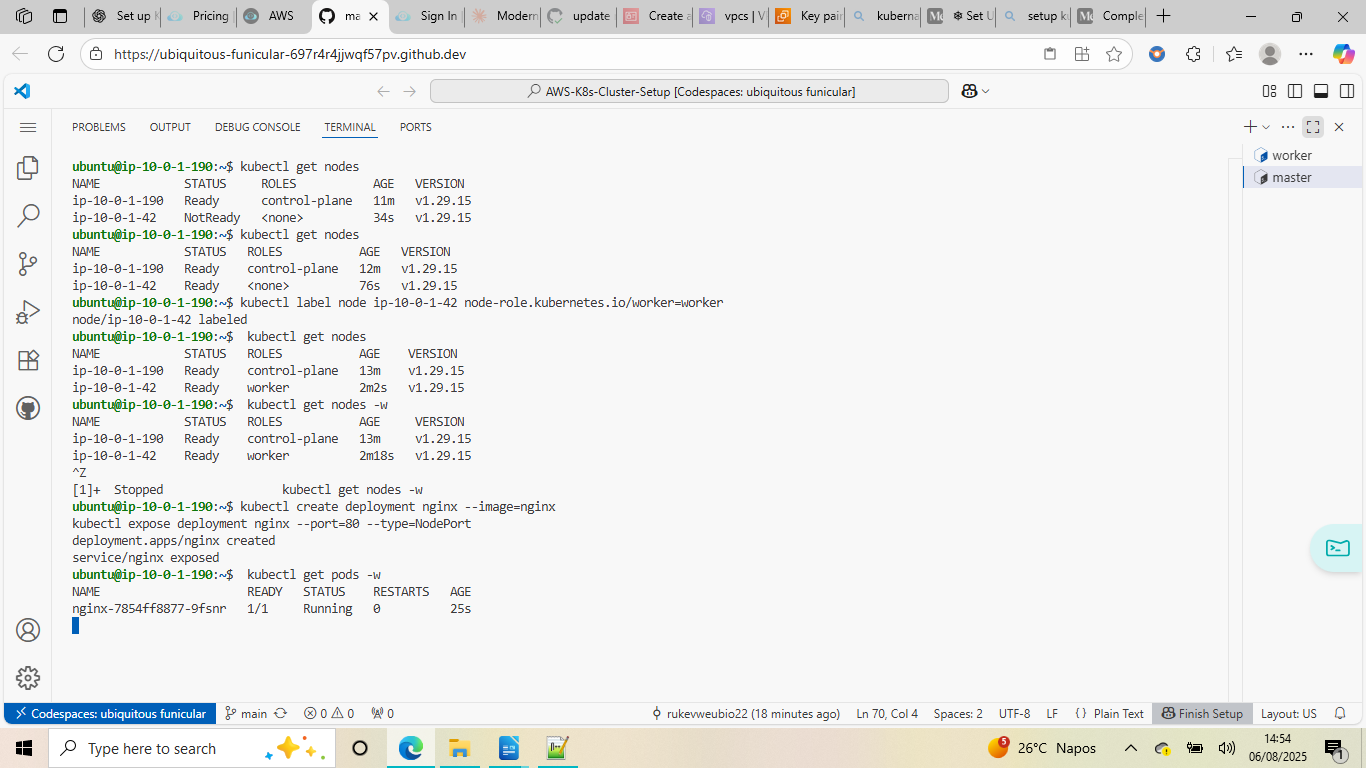 Set up K
Pricing |
AWS
ma
Sign In |
Modern
update
Create a
vpcs | V
Key pair
kuberna
Set U
setup ku
Comple
https://ubiquitous-funicular-697r4r4jjwqf57pv.github.dev
AWS-K8s-Cluster-Setup [Codespaces: ubiquitous funicular]
PROBLEMS OUTPUT DEBUG CONSOLE TERMINAL PORTS
worker
master
ubuntu@ip-10-0-1-190:~$ kubectl get nodes
NAME STATUS ROLES AGE VERSION
ip-10-0-1-190 Ready control-plane 11m v1.29.15
ip-10-0-1-42 NotReady <none> 34s v1.29.15
ubuntu@ip-10-0-1-190:~$ kubectl get nodes
NAME STATUS ROLES AGE VERSION
ip-10-0-1-190 Ready control-plane 12m v1.29.15
ip-10-0-1-42 Ready <none> 76s v1.29.15
ubuntu@ip-10-0-1-190:~$ kubectl label node ip-10-0-1-42 node-role.kubernetes.io/worker=worker
node/ip-10-0-1-42 labeled
ubuntu@ip-10-0-1-190:~$ kubectl get nodes
NAME STATUS ROLES AGE VERSION
ip-10-0-1-190 Ready control-plane 13m v1.29.15
ip-10-0-1-42 Ready worker 2m2s v1.29.15
ubuntu@ip-10-0-1-190:~$ kubectl get nodes -w
NAME STATUS ROLES AGE VERSION
ip-10-0-1-190 Ready control-plane 13m v1.29.15
ip-10-0-1-42 Ready worker 2m18s v1.29.15
^Z
[1]+ Stopped kubectl get nodes -w
ubuntu@ip-10-0-1-190:~$ kubectl create deployment nginx --image=nginx
kubectl expose deployment nginx --port=80 --type=NodePort
deployment.apps/nginx created
service/nginx exposed
ubuntu@ip-10-0-1-190:~$ kubectl get pods -w
NAME READY STATUS RESTARTS AGE
nginx-7854ff8877-9fsnr 1/1 Running 0 25s
Codespaces: ubiquitous funicular main 0 0 0 rukevweubio22 (18 minutes ago) Ln 70, Col 4 Spaces: 2 UTF-8 LF {} Plain Text Finish Setup Layout: US
Type here to search
5
26°C Napos
14:54
06/08/2025
1